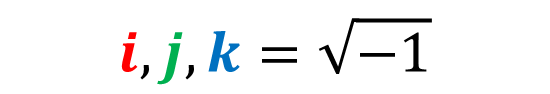 i, j, k = √−1